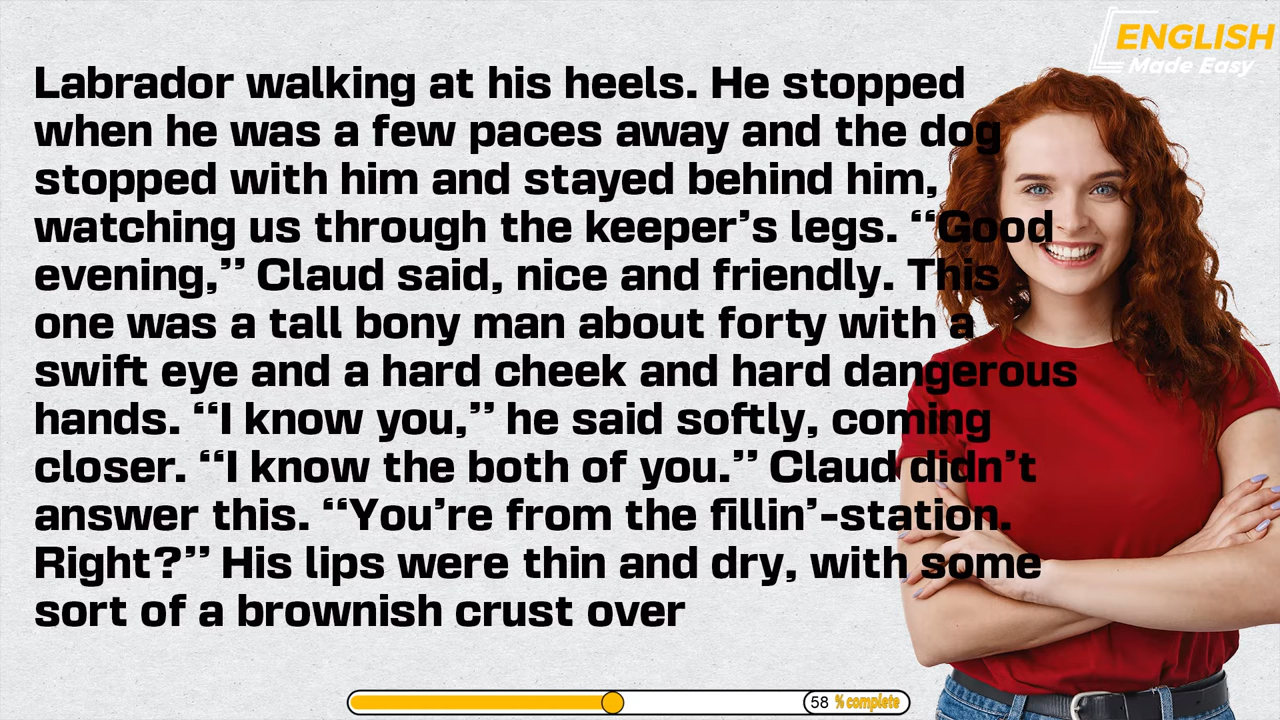 ENGLISH
Made Easy
Labrador walking at his heels. He stopped
when he was a few paces away and the dog
stopped with him and stayed behind him,
watching us through the keeper’s legs. “Good
evening,” Claud said, nice and friendly. This
one was a tall bony man about forty with a
swift eye and a hard cheek and hard dangerous
hands. “I know you,” he said softly, coming
closer. “I know the both of you.” Claud didn’t
answer this. “You’re from the fillin’-station.
Right?” His lips were thin and dry, with some
sort of a brownish crust over
58 % complete